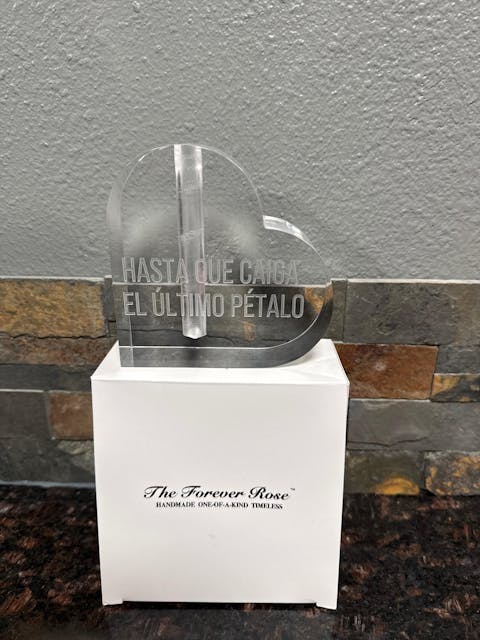 HASTA QUE CAIGA
EL ÚLTIMO PÉTALO
The Forever Rose™
HANDMADE ONE-OF-A-KIND TIMELESS